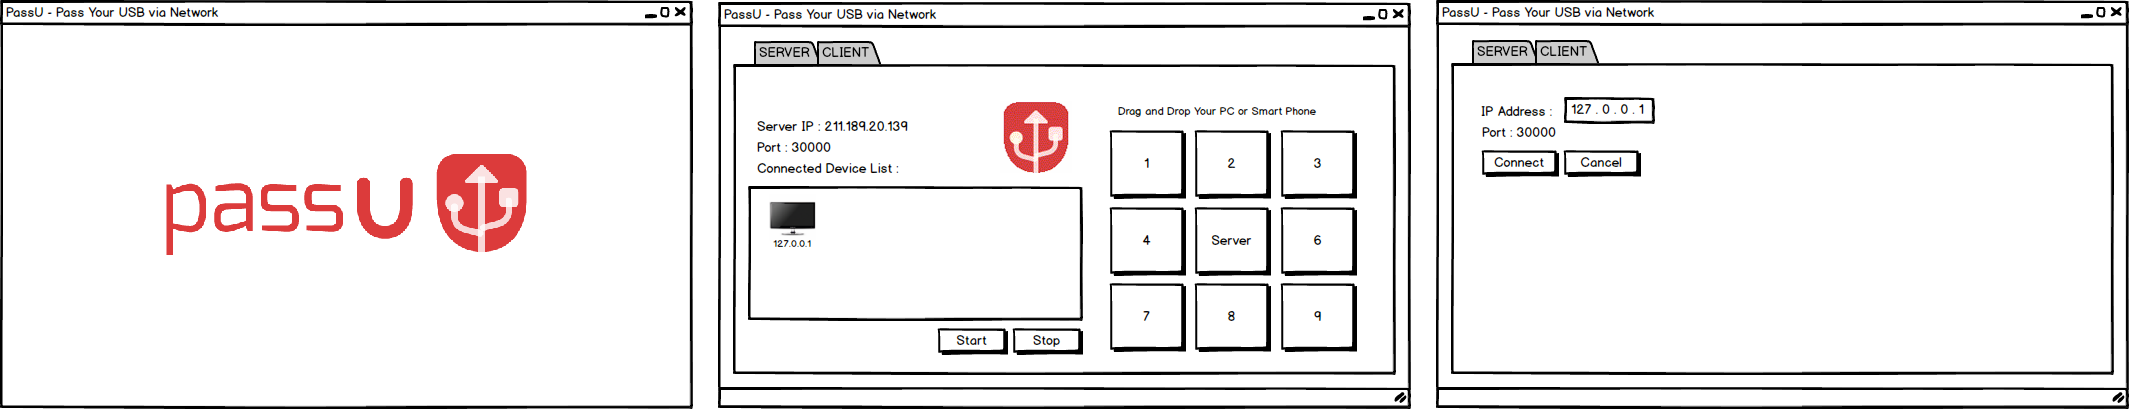 PassU - Pass Your USB via Network
passU
PassU - Pass Your USB via Network
SERVER CLIENT
Server IP : 211.189.20.139
Port : 30000
Connected Device List :
127.0.0.1
Start Stop
Drag and Drop Your PC or Smart Phone
1 2 3
4 Server 6
7 8 9
PassU - Pass Your USB via Network
SERVER CLIENT
IP Address : 127 . 0 . 0 . 1
Port : 30000
Connect Cancel